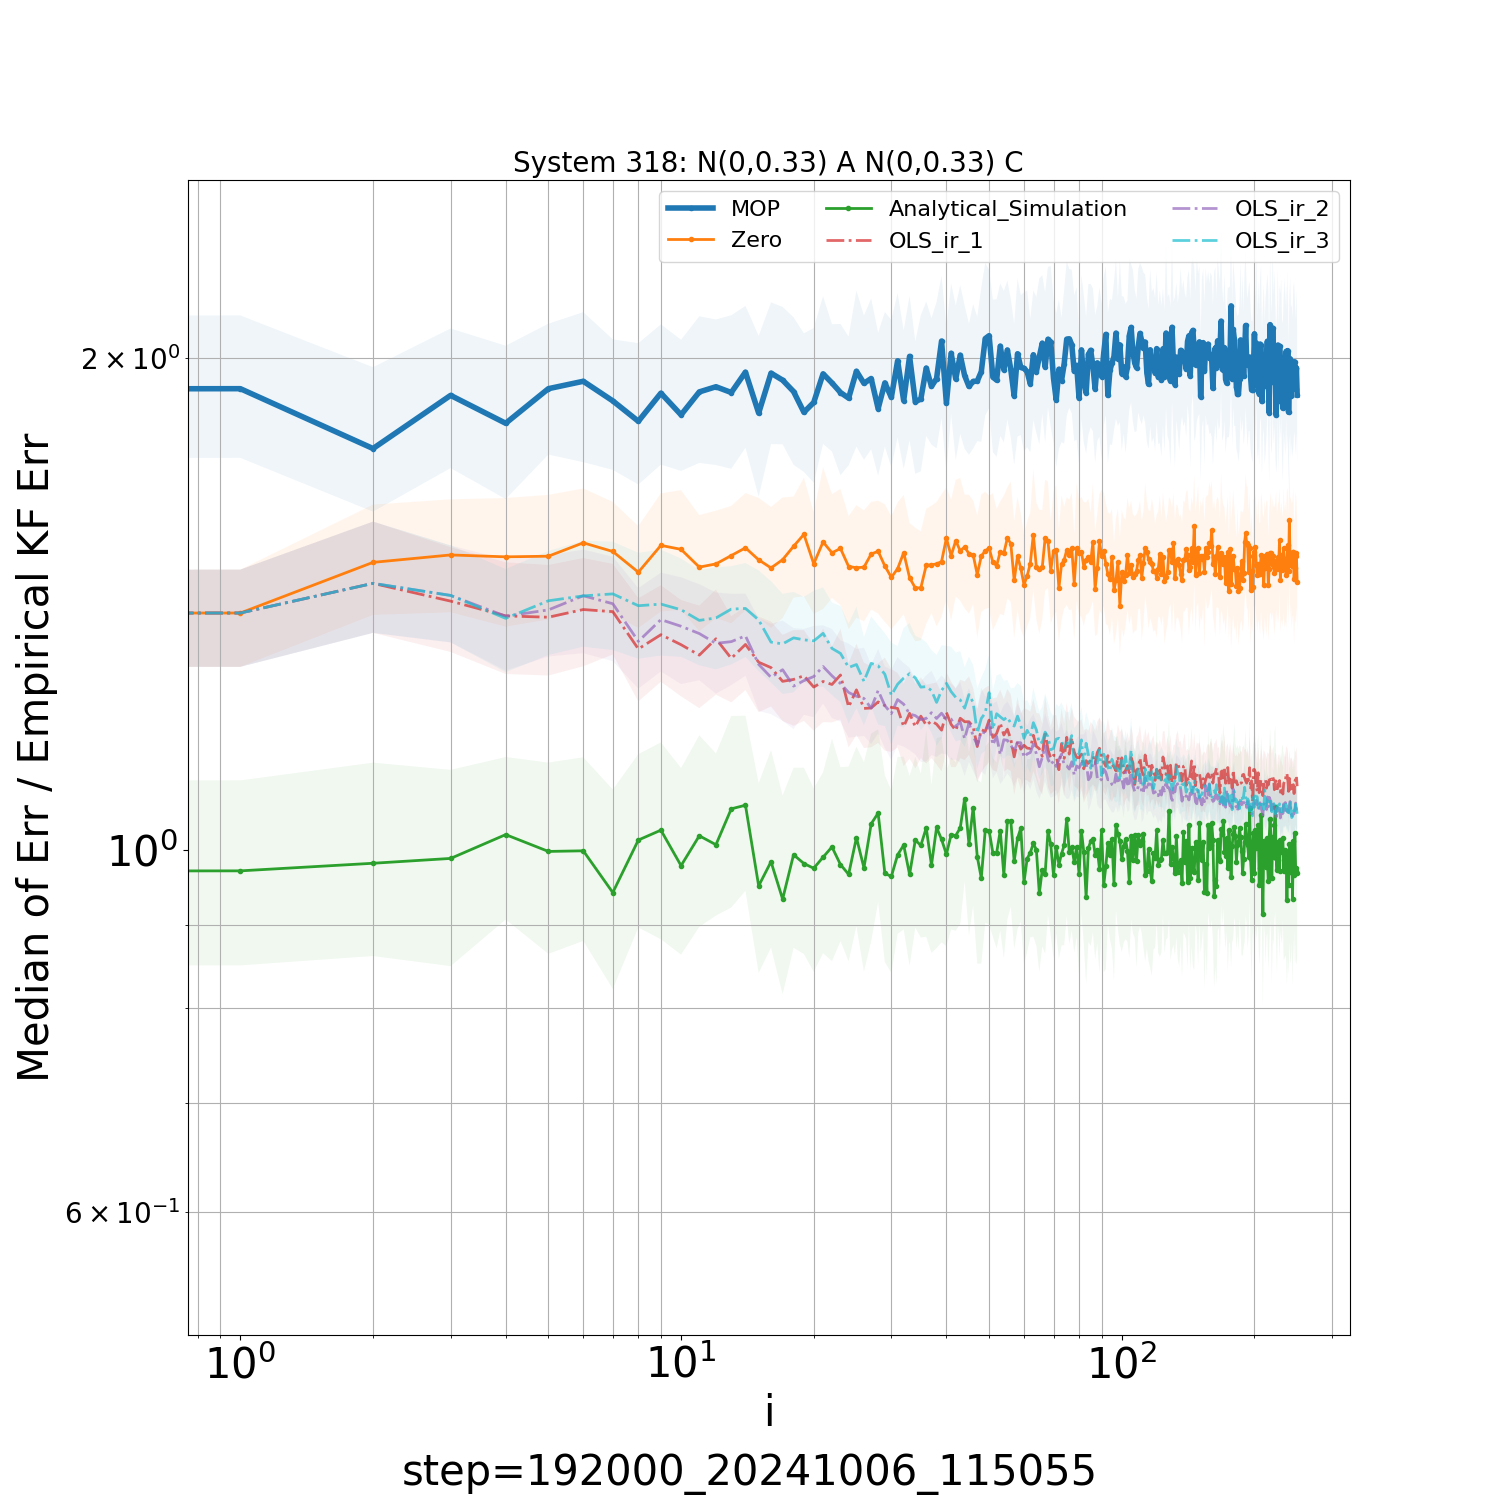 System 318: N(0,0.33) A N(0,0.33) C
MOP
Zero
Analytical_Simulation
OLS_ir_1
OLS_ir_2
OLS_ir_3
Median of Err / Empirical KF Err
2 × 10⁰
10⁰
6 × 10⁻¹
10⁰ 10¹ 10²
i
step=192000_20241006_115055